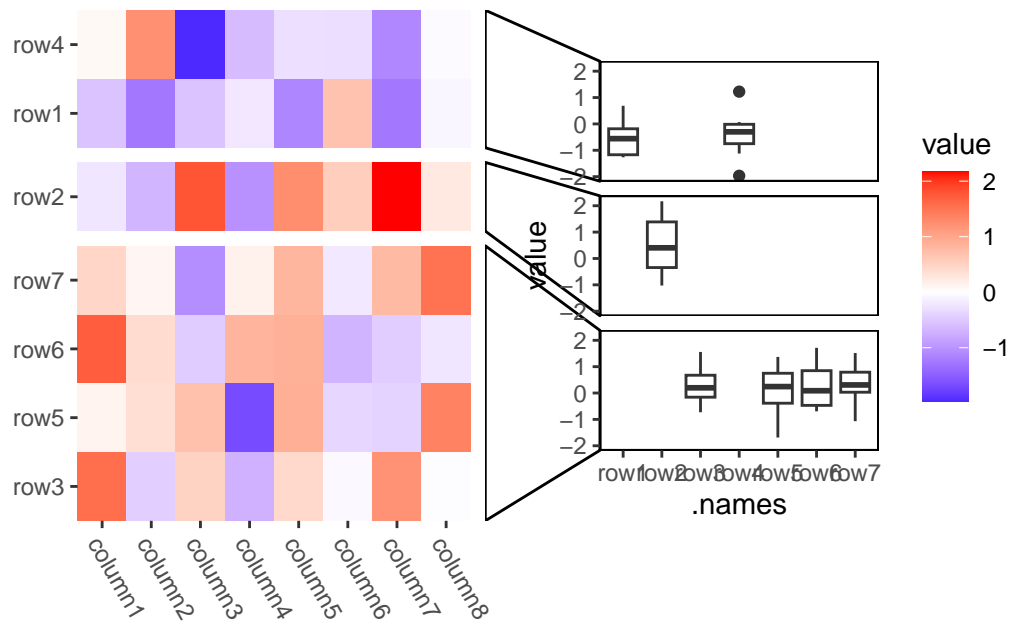 row4
row1
row2
row7
row6
row5
row3
column1
column2
column3
column4
column5
column6
column7
column8
value
2
1
0
−1
−2
2
1
0
−1
−2
2
1
0
−1
−2
row1
row2
row3
row4
row5
row6
row7
.names
value
2
1
0
−1